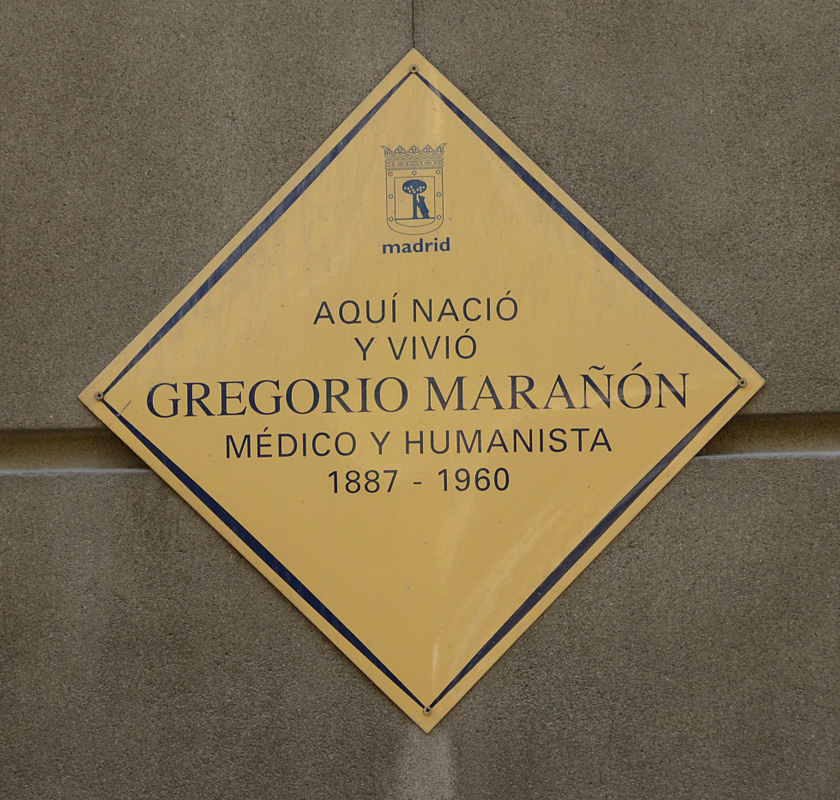 madrid
AQUÍ NACIÓ
Y VIVIÓ
GREGORIO MARAÑÓN
MÉDICO Y HUMANISTA
1887 - 1960